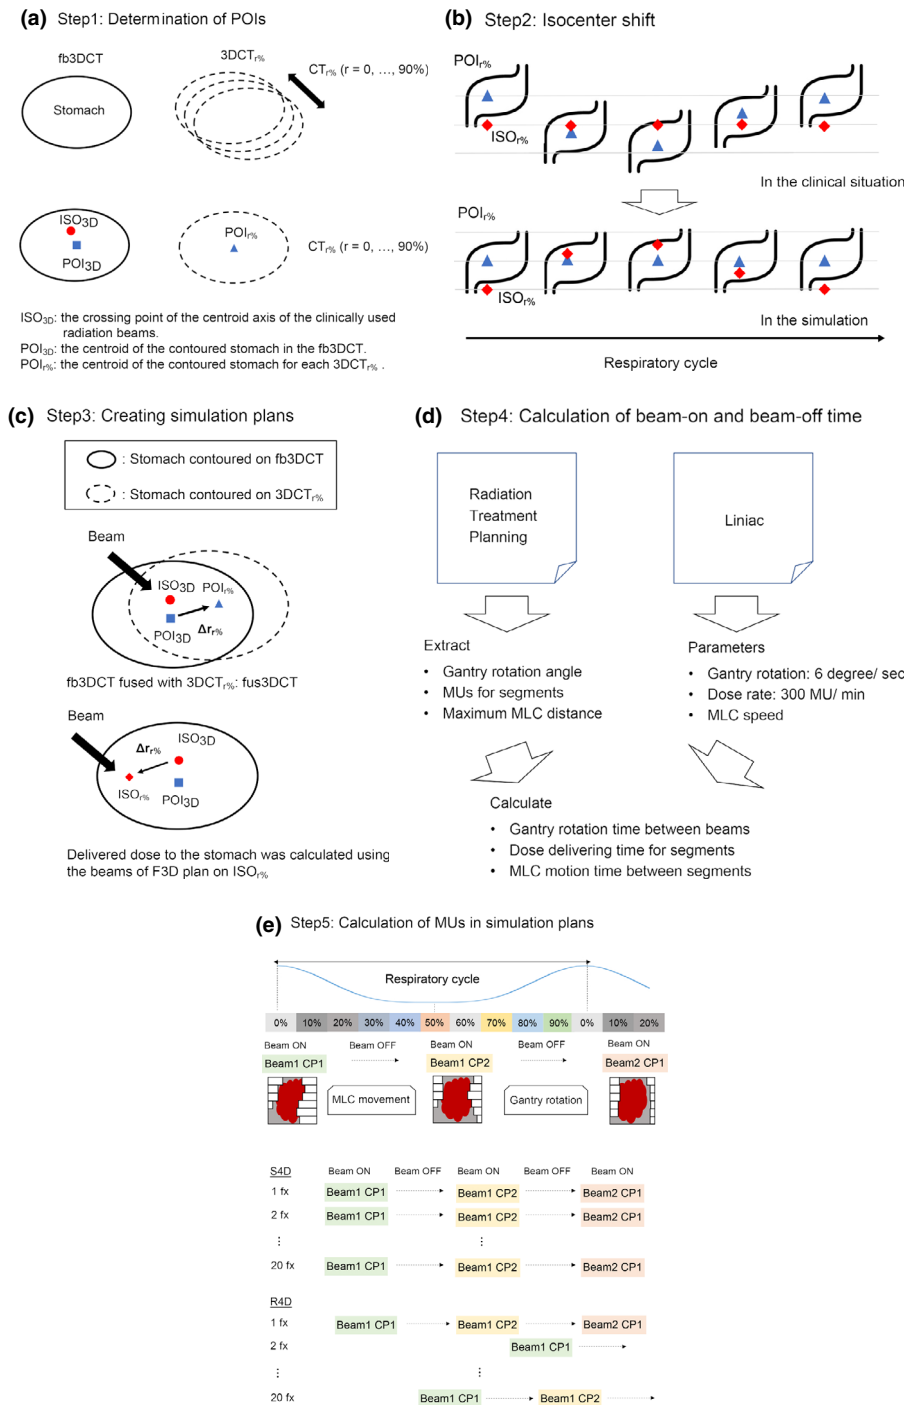 (a) Step1: Determination of POIs
fb3DCT
3DCTr%
CTr% (r = 0, …, 90%)
Stomach
ISO3D
POI3D
POIr%
CTr% (r = 0, …, 90%)
ISO3D: the crossing point of the centroid axis of the clinically used
radiation beams.
POI3D: the centroid of the contoured stomach in the fb3DCT.
POIr%: the centroid of the contoured stomach for each 3DCTr% .
(b) Step2: Isocenter shift
POIr%
ISOr%
In the clinical situation
POIr%
ISOr%
In the simulation
Respiratory cycle
(c) Step3: Creating simulation plans
: Stomach contoured on fb3DCT
: Stomach contoured on 3DCTr%
Beam
ISO3D
POIr%
POI3D
Δrr%
fb3DCT fused with 3DCTr%: fus3DCT
Beam
ISO3D
Δrr%
ISOr%
POI3D
Delivered dose to the stomach was calculated using
the beams of F3D plan on ISOr%
(d) Step4: Calculation of beam-on and beam-off time
Radiation
Treatment
Planning
Liniac
Extract
• Gantry rotation angle
• MUs for segments
• Maximum MLC distance
Parameters
• Gantry rotation: 6 degree/ sec
• Dose rate: 300 MU/ min
• MLC speed
Calculate
• Gantry rotation time between beams
• Dose delivering time for segments
• MLC motion time between segments
(e) Step5: Calculation of MUs in simulation plans
Respiratory cycle
0% 10% 20% 30% 40% 50% 60% 70% 80% 90% 0% 10% 20%
Beam ON Beam OFF Beam ON Beam OFF Beam ON
Beam1 CP1 Beam1 CP2 Beam2 CP1
MLC movement Gantry rotation
S4D Beam ON Beam OFF Beam ON Beam OFF Beam ON
1 fx Beam1 CP1 Beam1 CP2 Beam2 CP1
2 fx Beam1 CP1 Beam1 CP2 Beam2 CP1
⋮ ⋮
20 fx Beam1 CP1 Beam1 CP2 Beam2 CP1
R4D
1 fx Beam1 CP1 Beam1 CP2 Beam2 CP1
2 fx Beam1 CP1
⋮ ⋮
20 fx Beam1 CP1 Beam1 CP2